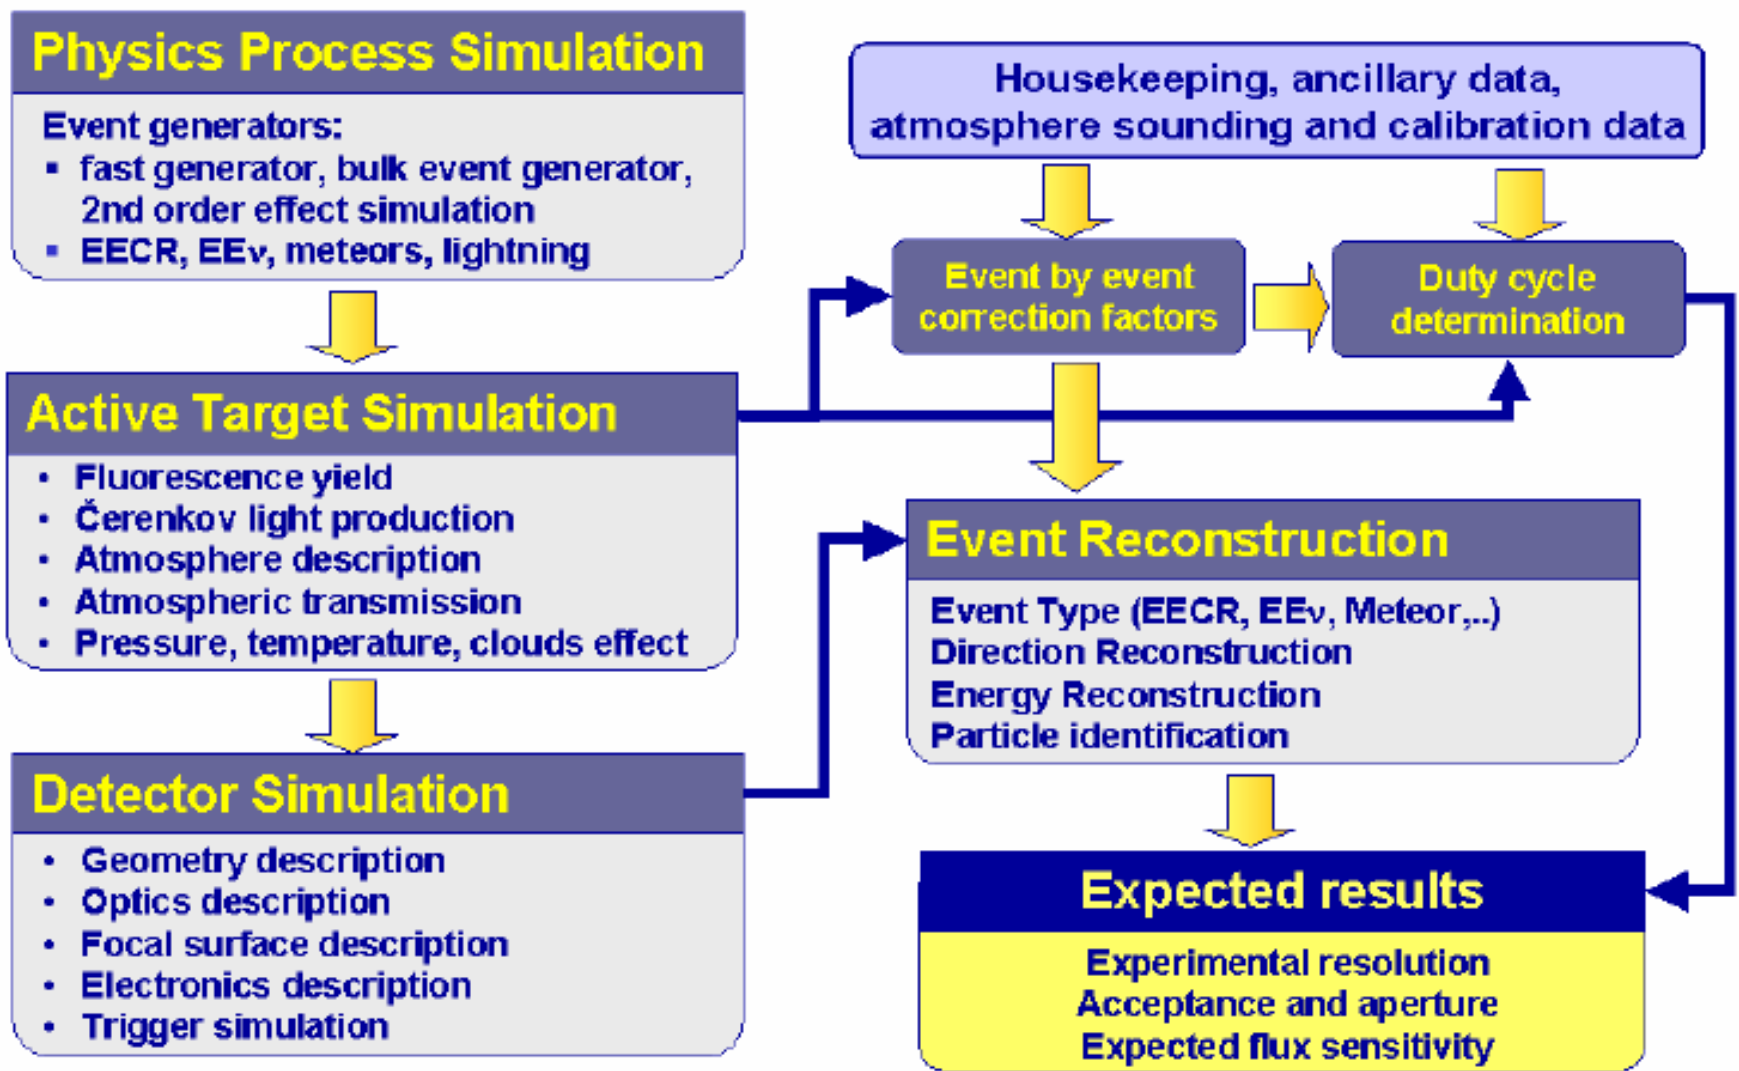 Physics Process Simulation
Event generators:
▪ fast generator, bulk event generator,
2nd order effect simulation
▪ EECR, EEν, meteors, lightning
Active Target Simulation
• Fluorescence yield
• Čerenkov light production
• Atmosphere description
• Atmospheric transmission
• Pressure, temperature, clouds effect
Detector Simulation
• Geometry description
• Optics description
• Focal surface description
• Electronics description
• Trigger simulation
Housekeeping, ancillary data,
atmosphere sounding and calibration data
Event by event
correction factors
Duty cycle
determination
Event Reconstruction
Event Type (EECR, EEν, Meteor,..)
Direction Reconstruction
Energy Reconstruction
Particle identification
Expected results
Experimental resolution
Acceptance and aperture
Expected flux sensitivity